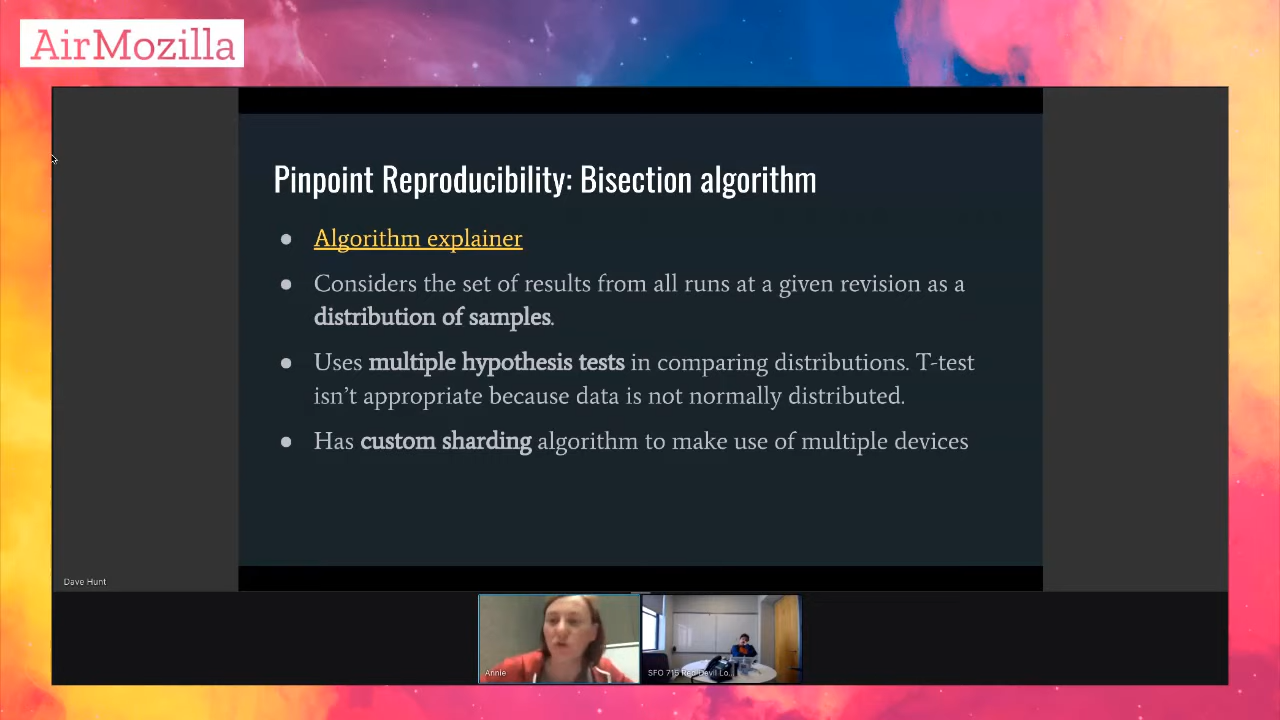 AirMozilla
Pinpoint Reproducibility: Bisection algorithm
● Algorithm explainer
● Considers the set of results from all runs at a given revision as a
distribution of samples.
● Uses multiple hypothesis tests in comparing distributions. T-test
isn’t appropriate because data is not normally distributed.
● Has custom sharding algorithm to make use of multiple devices
Dave Hunt
Annie
SFO 715 Red Devil Lo...